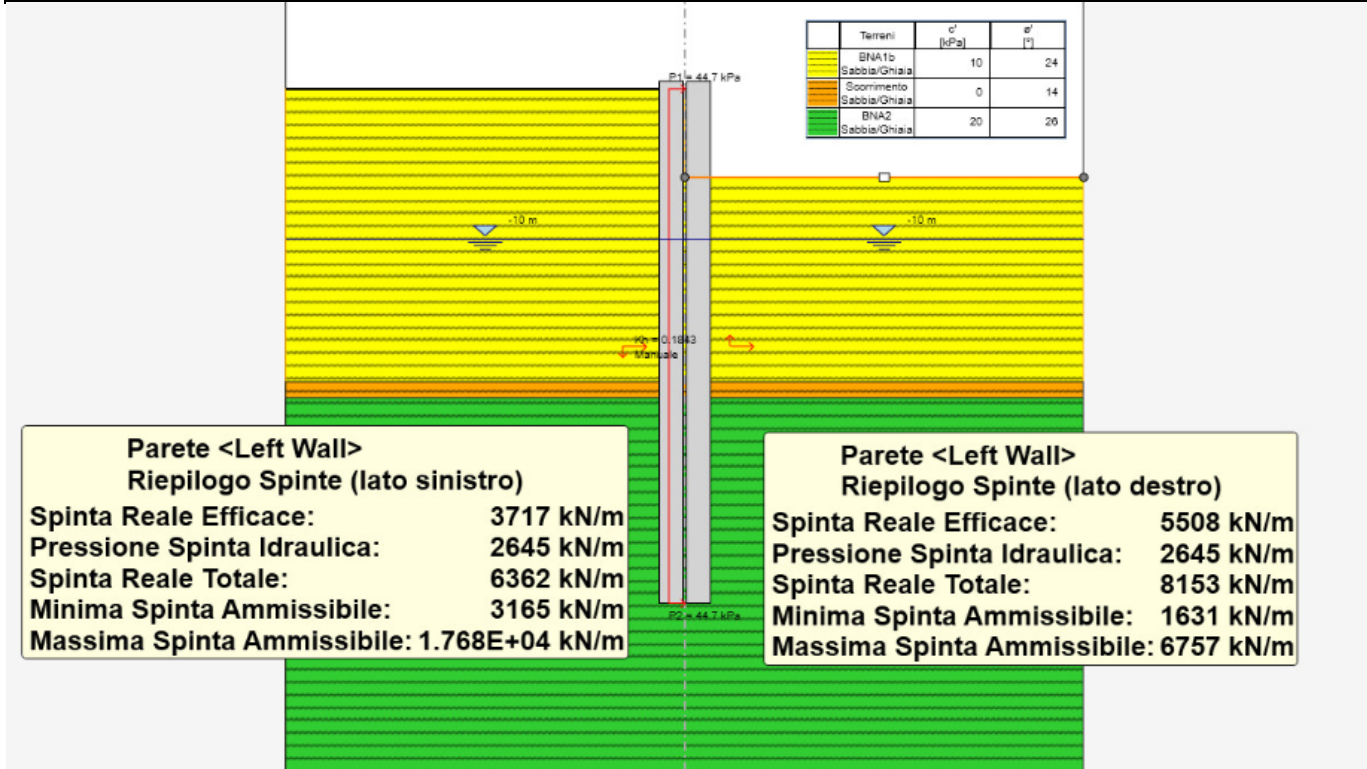 Terreni c' ø'
[kPa] [°]
BNA1b
Sabbia/Ghiaia 10 24
Scorrimento
Sabbia/Ghiaia 0 14
BNA2
Sabbia/Ghiaia 20 26
P1 = 44.7 kPa
-10 m
-10 m
Kh = 0.1843
Manuale
Parete <Left Wall>
Riepilogo Spinte (lato sinistro)
Spinta Reale Efficace: 3717 kN/m
Pressione Spinta Idraulica: 2645 kN/m
Spinta Reale Totale: 6362 kN/m
Minima Spinta Ammissibile: 3165 kN/m
Massima Spinta Ammissibile: 1.768E+04 kN/m
Parete <Left Wall>
Riepilogo Spinte (lato destro)
Spinta Reale Efficace: 5508 kN/m
Pressione Spinta Idraulica: 2645 kN/m
Spinta Reale Totale: 8153 kN/m
Minima Spinta Ammissibile: 1631 kN/m
Massima Spinta Ammissibile: 6757 kN/m
P2 = 44.7 kPa